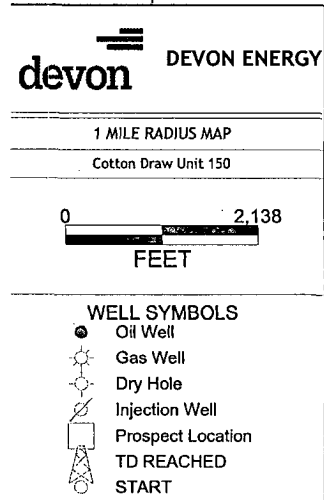 devon
DEVON ENERGY
1 MILE RADIUS MAP
Cotton Draw Unit 150
0 2,138
FEET
WELL SYMBOLS
Oil Well
Gas Well
Dry Hole
Injection Well
Prospect Location
TD REACHED
START